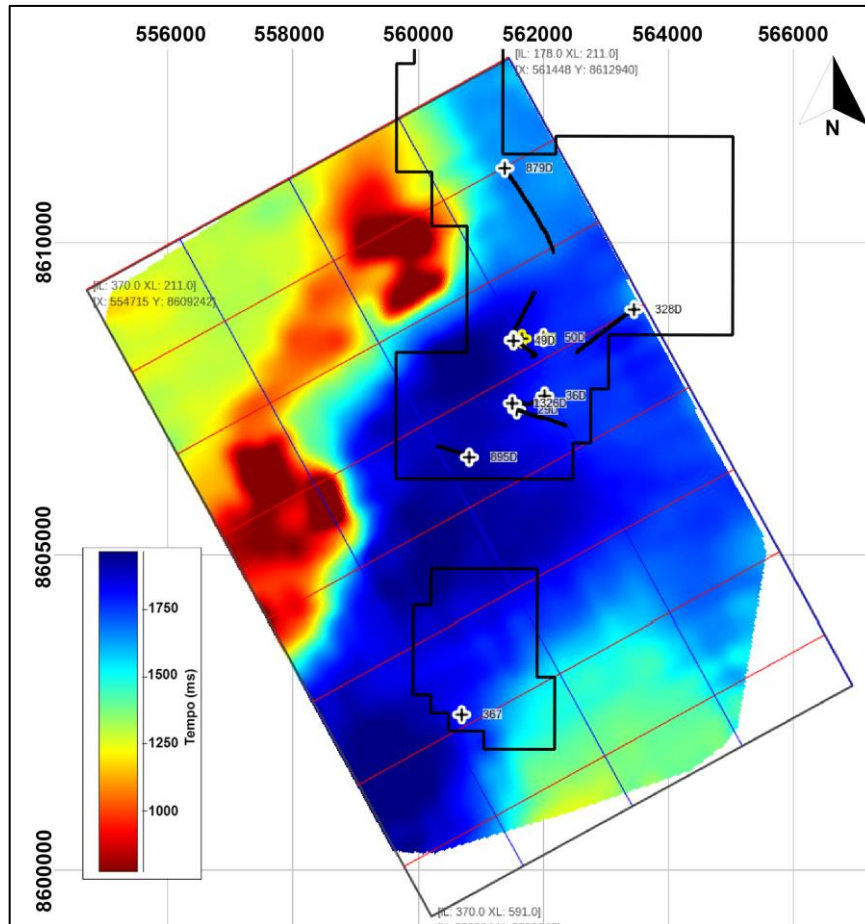 556000 558000 560000 562000 564000 566000
[IL: 178.0 XL: 211.0]
[X: 561448 Y: 8612940]
N
879D
8610000
[IL: 370.0 XL: 211.0]
[X: 554715 Y: 8609242]
328D
49D 50D
36D
1326D
29D
895D
8605000
1750
1500
1250
1000
Tempo (ms)
367
8600000
[IL: 370.0 XL: 591.0]